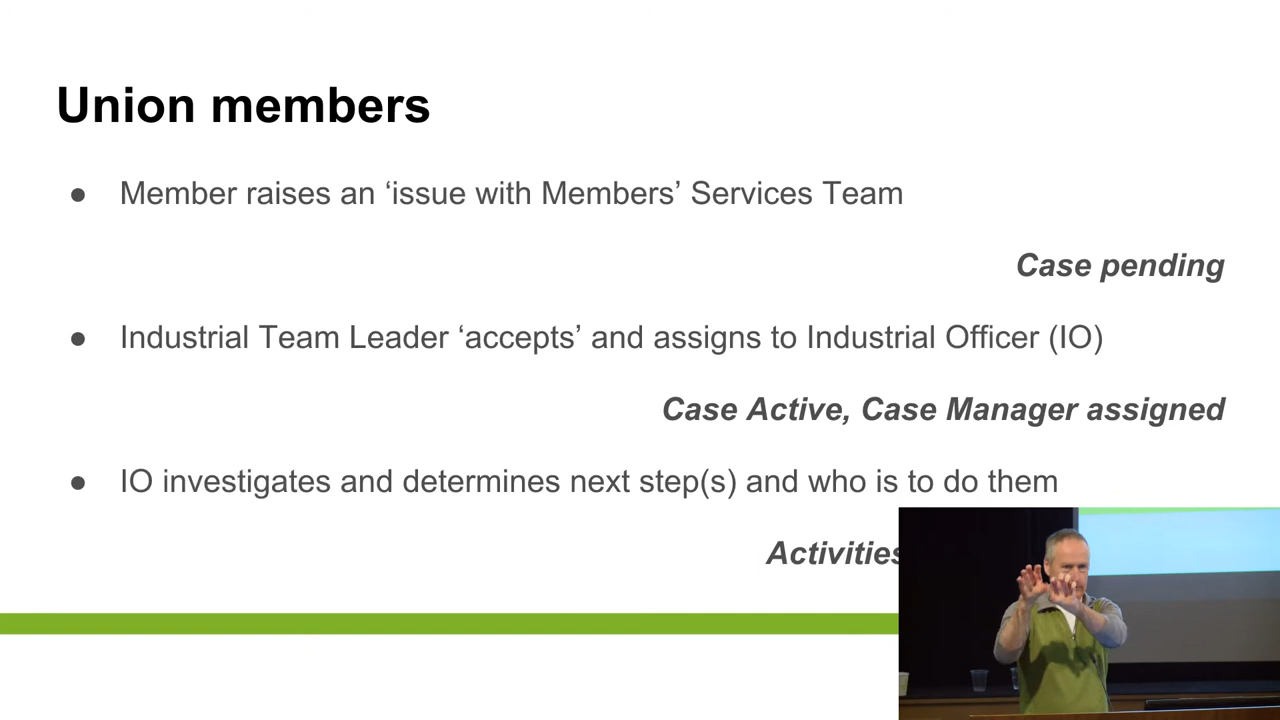 Union members
● Member raises an ‘issue with Members’ Services Team
Case pending
● Industrial Team Leader ‘accepts’ and assigns to Industrial Officer (IO)
Case Active, Case Manager assigned
● IO investigates and determines next step(s) and who is to do them
Activities